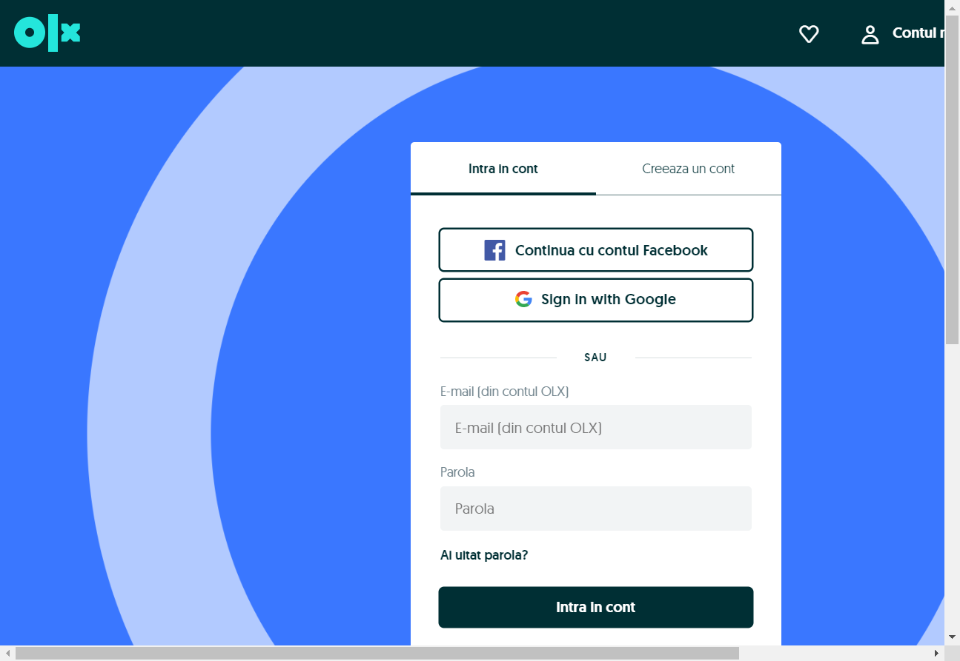 olx
Contul
Intra in cont
Creeaza un cont
Continua cu contul Facebook
Sign in with Google
SAU
E-mail (din contul OLX)
E-mail (din contul OLX)
Parola
Parola
Ai uitat parola?
Intra in cont